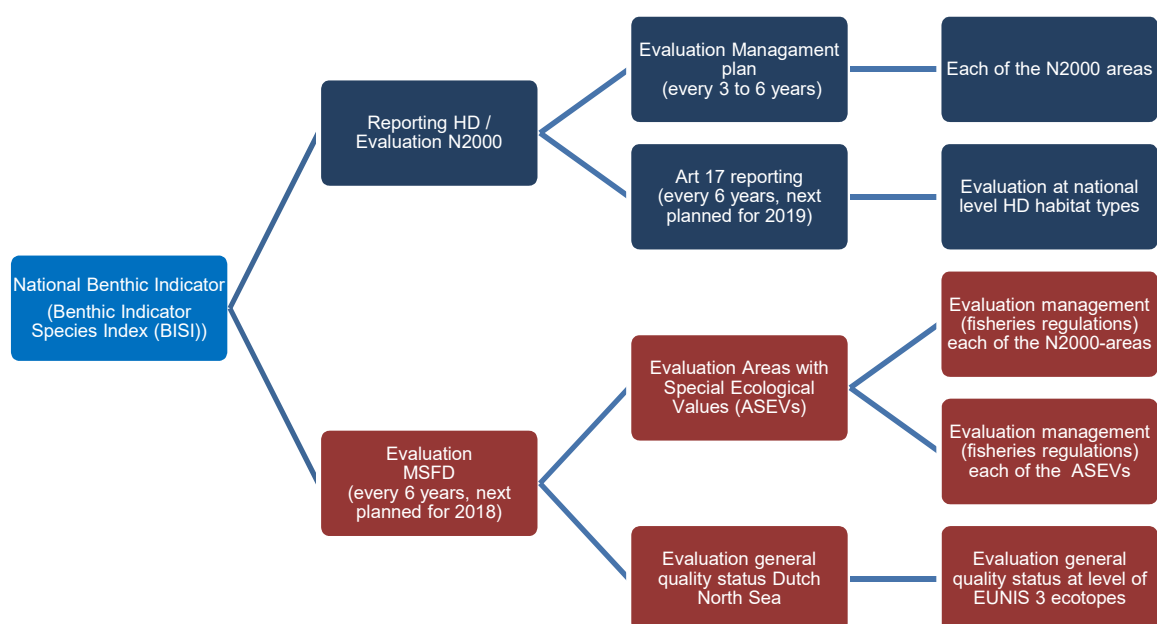 National Benthic Indicator
(Benthic Indicator
Species Index (BISI))
Reporting HD /
Evaluation N2000
Evaluation Managament
plan
(every 3 to 6 years)
Each of the N2000 areas
Art 17 reporting
(every 6 years, next
planned for 2019)
Evaluation at national
level HD habitat types
Evaluation
MSFD
(every 6 years, next
planned for 2018)
Evaluation Areas with
Special Ecological
Values (ASEVs)
Evaluation management
(fisheries regulations)
each of the N2000-areas
Evaluation management
(fisheries regulations)
each of the ASEVs
Evaluation general
quality status Dutch
North Sea
Evaluation general
quality status at level of
EUNIS 3 ecotopes